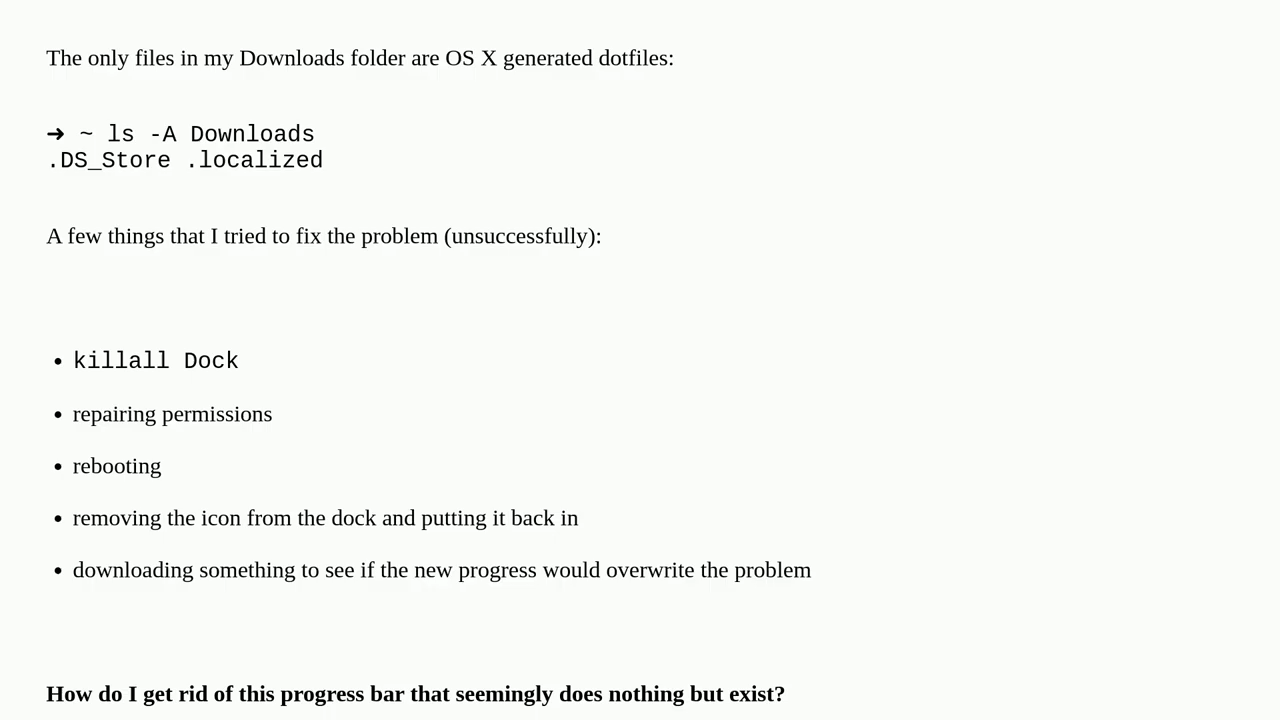 The only files in my Downloads folder are OS X generated dotfiles:
➜ ~ ls -A Downloads
.DS_Store .localized
A few things that I tried to fix the problem (unsuccessfully):
• killall Dock
• repairing permissions
• rebooting
• removing the icon from the dock and putting it back in
• downloading something to see if the new progress would overwrite the problem
How do I get rid of this progress bar that seemingly does nothing but exist?